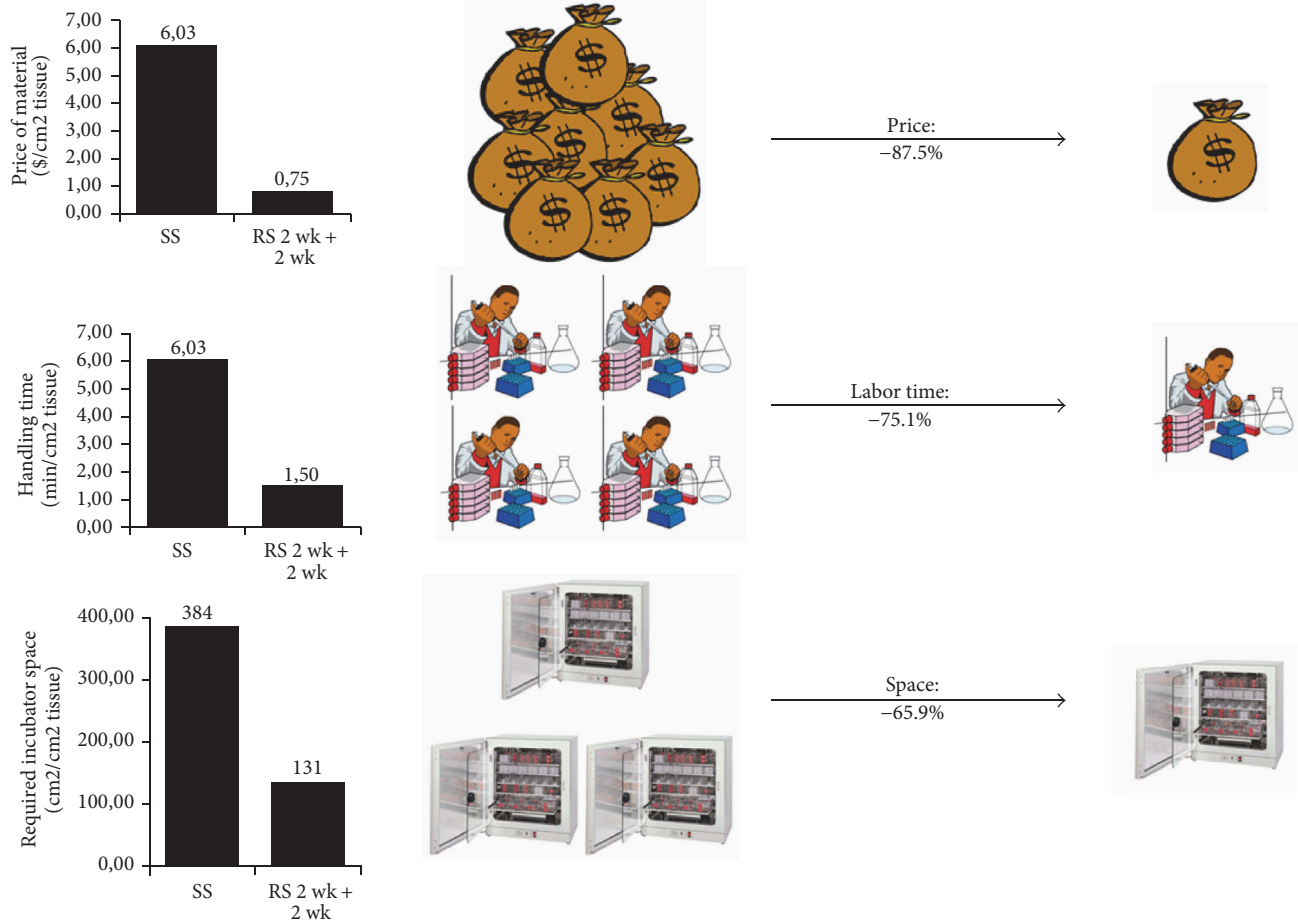 Price of material
($/cm2 tissue)
7,00
6,00
5,00
4,00
3,00
2,00
1,00
0,00
6,03
0,75
SS
RS 2 wk +
2 wk
$
$
$
$
$
$
$
$
Price:
−87.5%
$
Handling time
(min/cm2 tissue)
7,00
6,00
5,00
4,00
3,00
2,00
1,00
0,00
6,03
1,50
SS
RS 2 wk +
2 wk
Labor time:
−75.1%
Required incubator space
(cm2/cm2 tissue)
400,00
300,00
200,00
100,00
0,00
384
131
SS
RS 2 wk +
2 wk
Space:
−65.9%